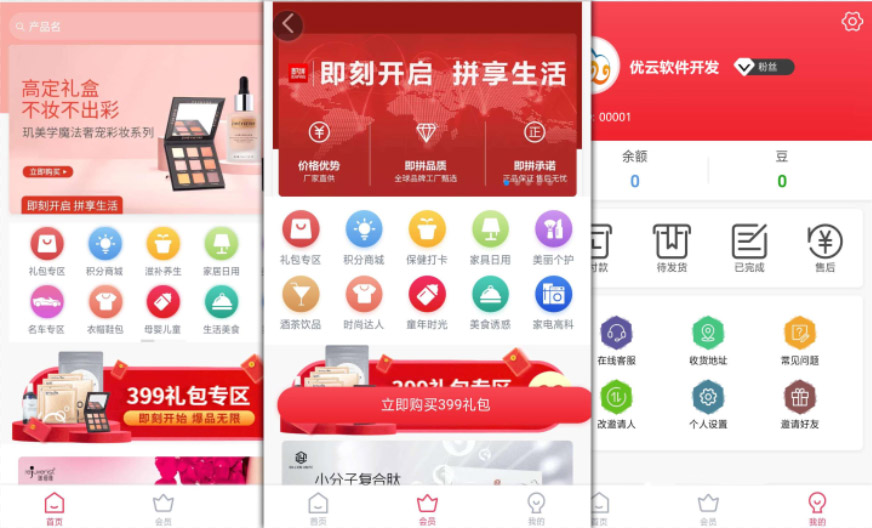 产品名
高定礼盒
不妆不出彩
玑美学魔法奢宠彩妆系列
立即购买
即刻开启 拼享生活
礼包专区
积分商城
滋补养生
家居日用
名车专区
衣帽鞋包
母婴儿童
生活美食
399礼包专区
即刻开始 爆品无限
首页
会员
即刻开启 拼享生活
价格优势
即拼品质
即拼承诺
厂家直供
全球品牌工厂甄选
正品保证 售后无忧
礼包专区
积分商城
保健打卡
家具日用
美丽个护
酒茶饮品
时尚达人
童年时光
美食诱惑
家电高科
399礼包专区
立即购买399礼包
小分子复合肽
首页
会员
我的
优云软件开发
粉丝
: 00001
余额
豆
0
0
付款
待发货
已完成
售后
在线客服
收货地址
常见问题
改邀请人
个人设置
邀请好友
首页
会员
我的